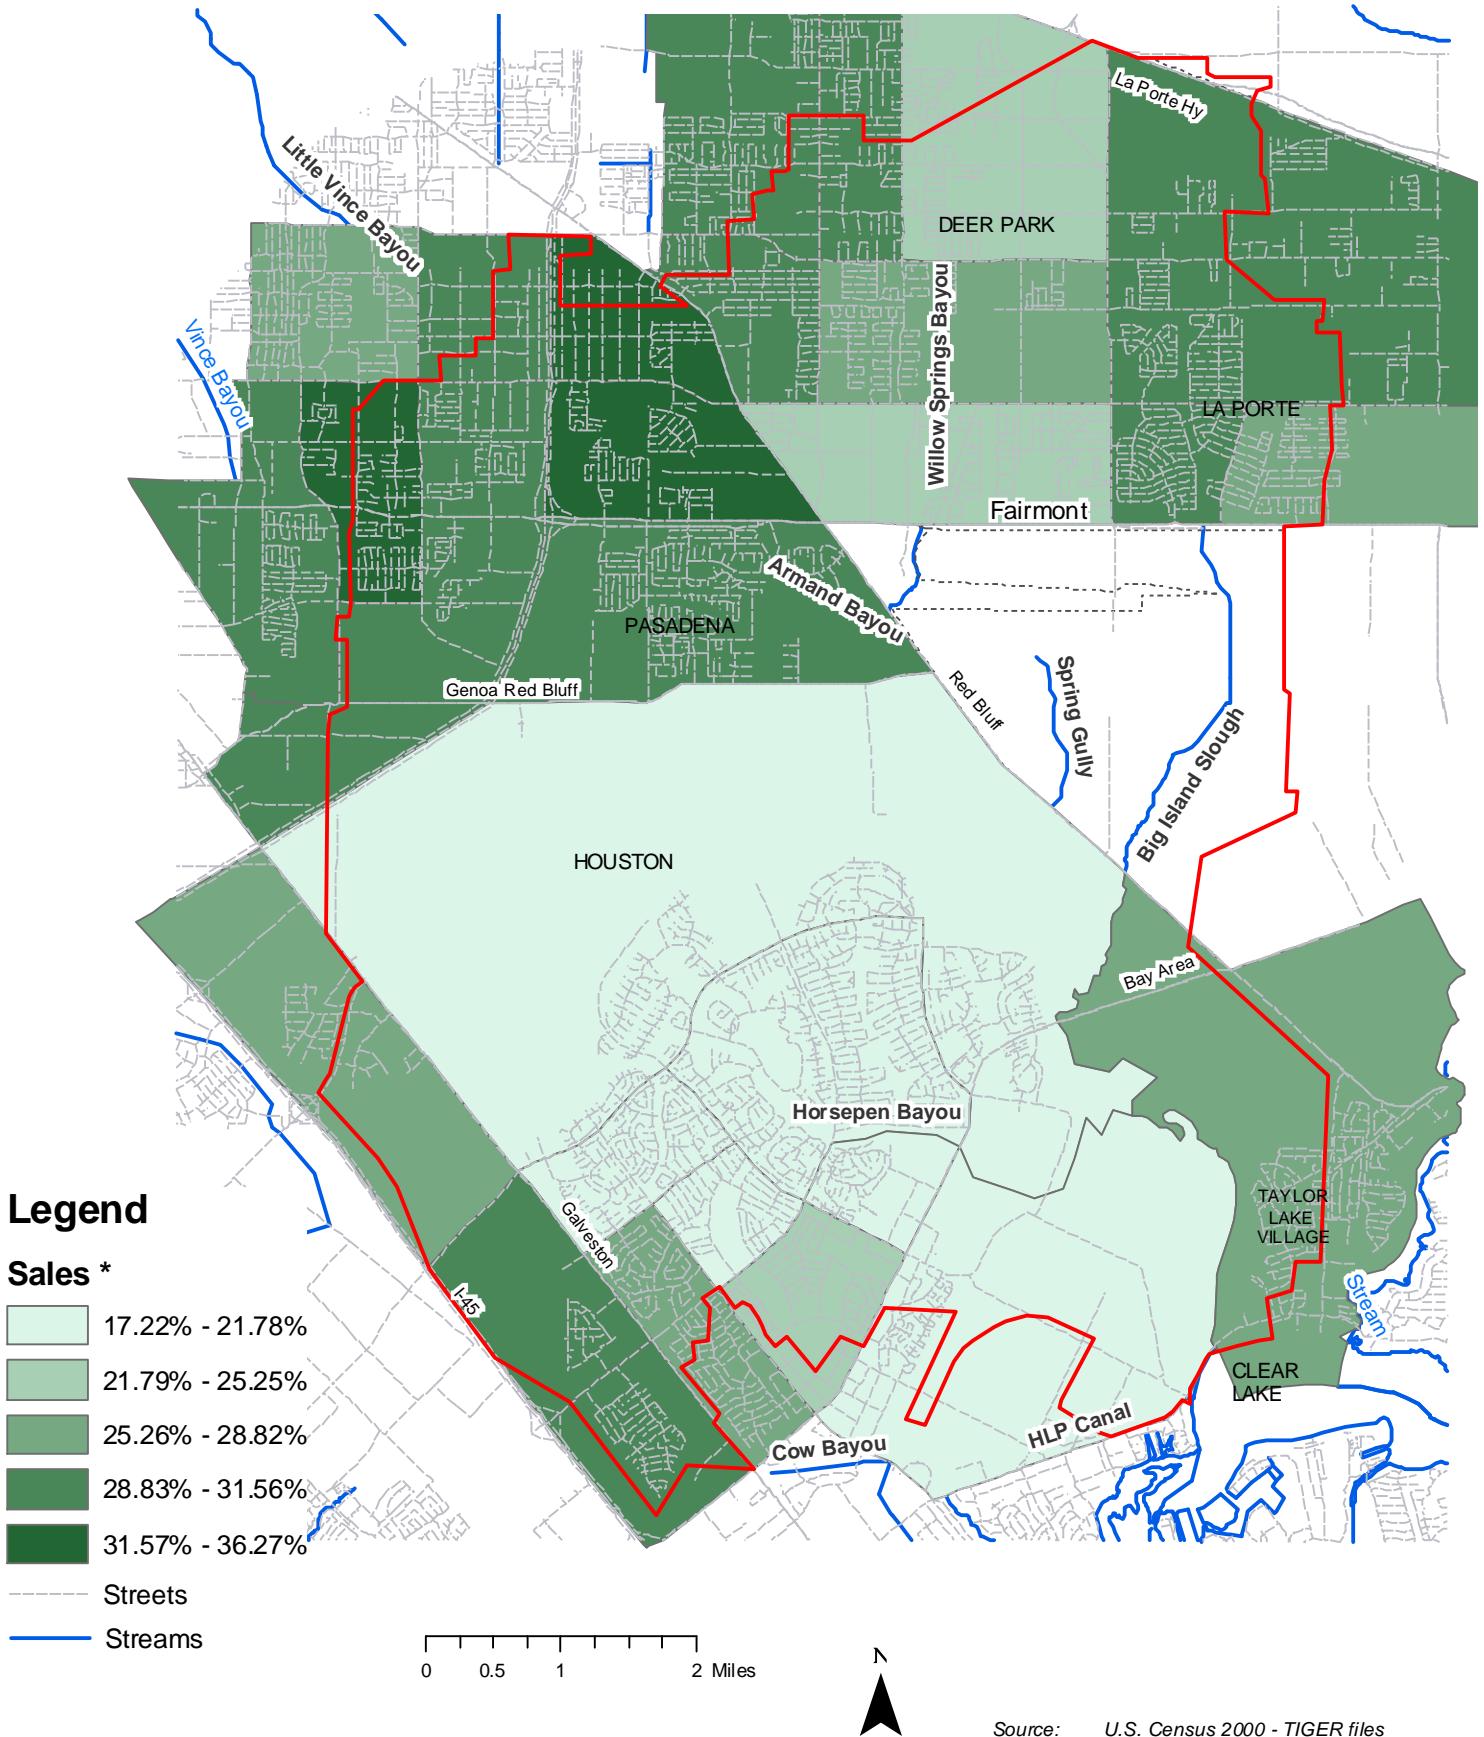 La Porte Hy
Little Vince Bayou
DEER PARK
Willow Springs Bayou
Vince Bayou
LA PORTE
Fairmont
Armand Bayou
PASADENA
Genoa Red Bluff
Red Bluff
Spring Gully
Big Island Slough
HOUSTON
Bay Area
Horsepen Bayou
TAYLOR
LAKE
VILLAGE
Galveston
I-45
Stream
CLEAR
LAKE
HLP Canal
Cow Bayou
Legend
Sales *
17.22% - 21.78%
21.79% - 25.25%
25.26% - 28.82%
28.83% - 31.56%
31.57% - 36.27%
Streets
Streams
0 0.5 1 2 Miles
N
Source: U.S. Census 2000 - TIGER files